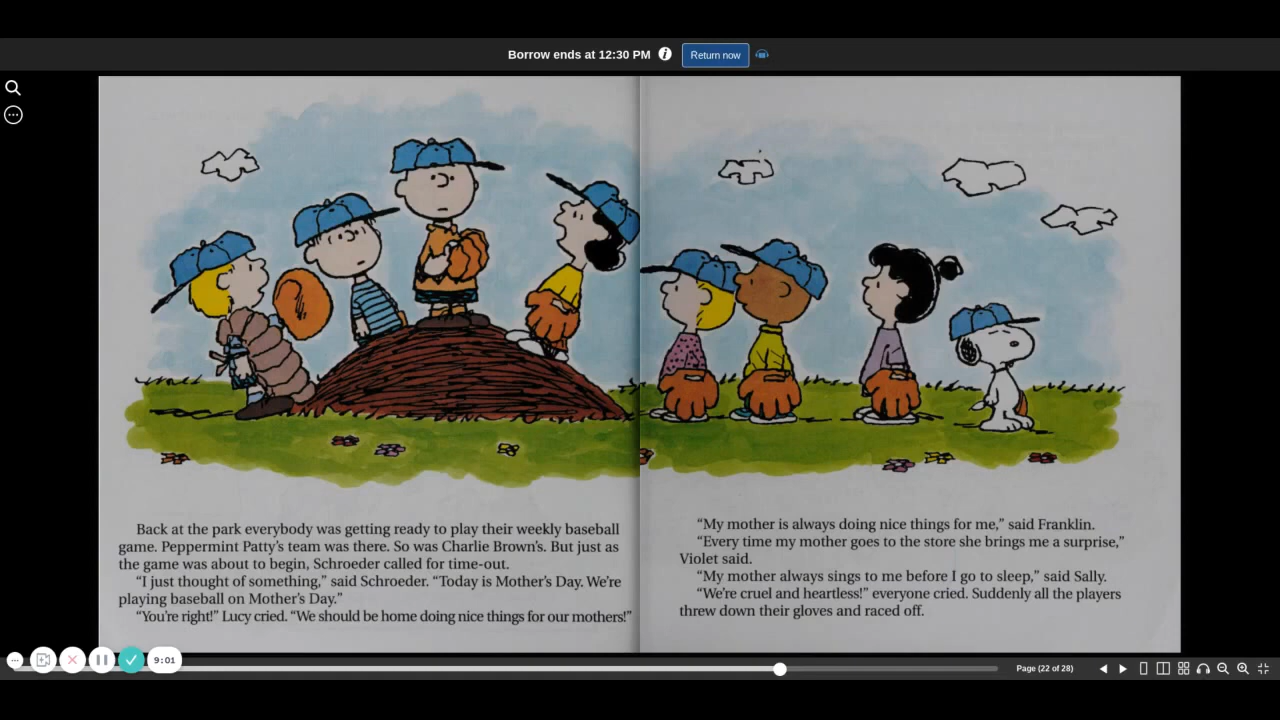 Borrow ends at 12:30 PM
Return now
Back at the park everybody was getting ready to play their weekly baseball
game. Peppermint Patty's team was there. So was Charlie Brown's. But just as
the game was about to begin, Schroeder called for time-out.
“I just thought of something,” said Schroeder. “Today is Mother's Day. We're
playing baseball on Mother's Day.”
“You're right!” Lucy cried. “We should be home doing nice things for our mothers!”
“My mother is always doing nice things for me,” said Franklin.
“Every time my mother goes to the store she brings me a surprise,”
Violet said.
“My mother always sings to me before I go to sleep,” said Sally.
“We're cruel and heartless!” everyone cried. Suddenly all the players
threw down their gloves and raced off.
9:01
Page (22 of 28)